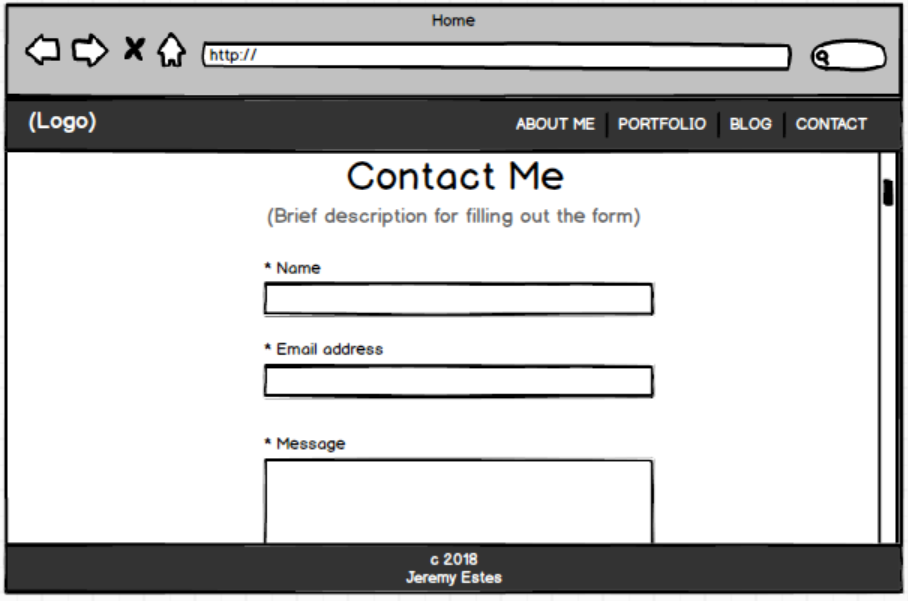 Home
http://
(Logo)
ABOUT ME PORTFOLIO BLOG CONTACT
Contact Me
(Brief description for filling out the form)
* Name
* Email address
* Message
c 2018
Jeremy Estes